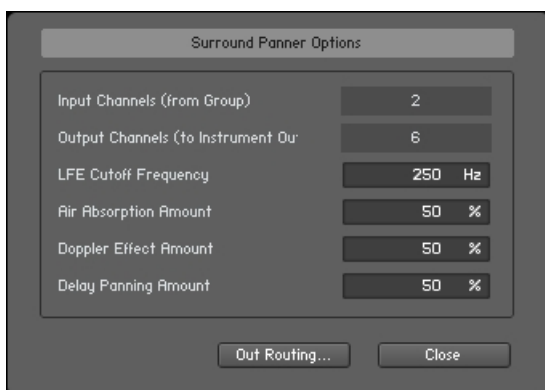 Surround Panner Options
Input Channels (from Group) 2
Output Channels (to Instrument Ou 6
LFE Cutoff Frequency 250 Hz
Air Absorption Amount 50 %
Doppler Effect Amount 50 %
Delay Panning Amount 50 %
Out Routing... Close